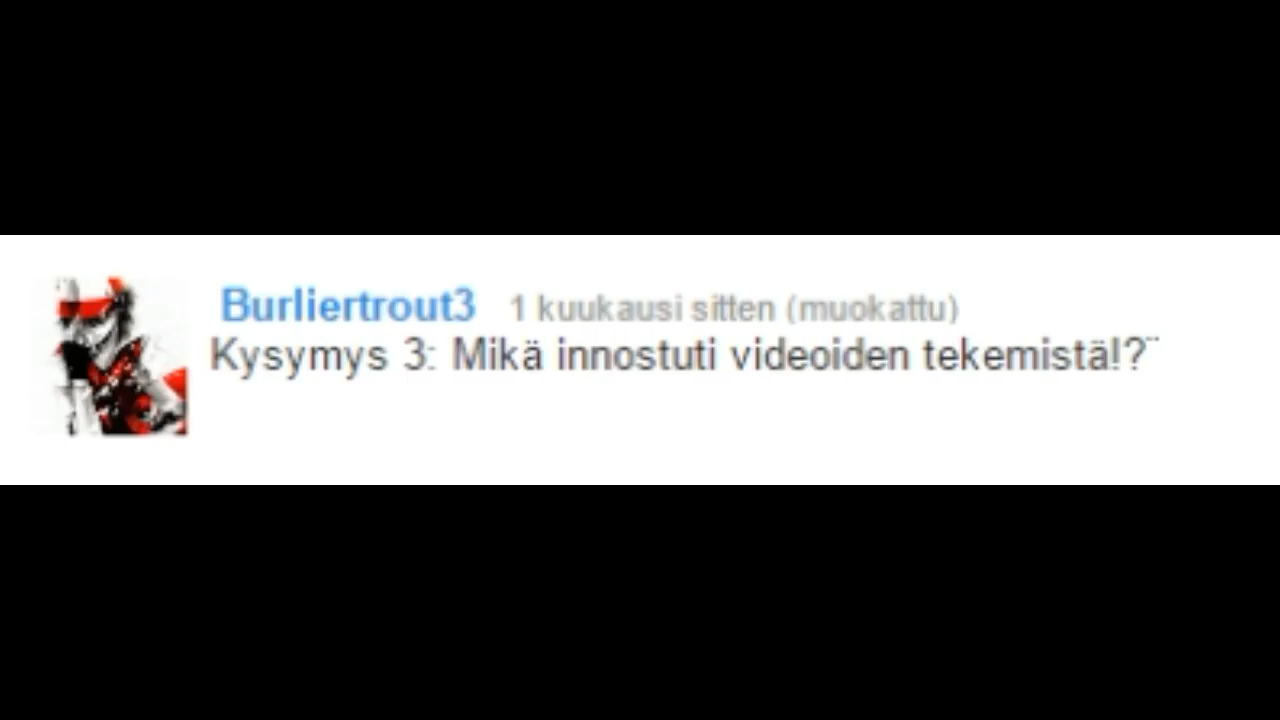 Burliertrout3 1 kuukausi sitten (muokattu)
Kysymys 3: Mikä innostuti videoiden tekemistä!?¨